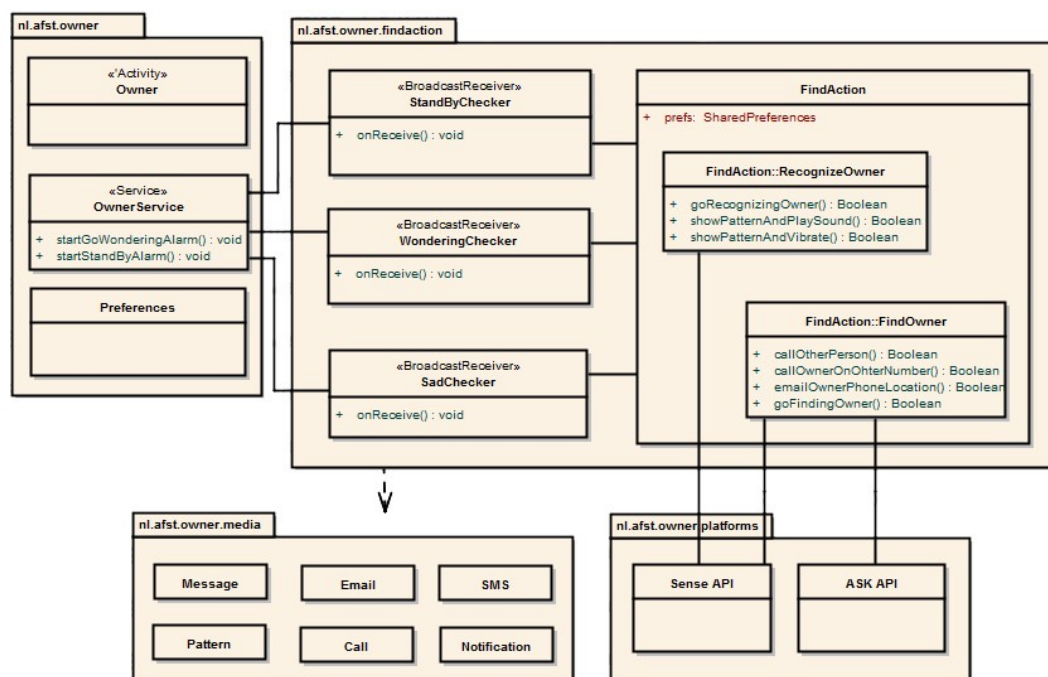 nl.afst.owner
«'Activity»
Owner
«Service»
OwnerService
+ startGoWonderingAlarm() : void
+ startStandByAlarm() : void
Preferences
nl.afst.owner.findaction
«BroadcastReceiver»
StandByChecker
+ onReceive() : void
«BroadcastReceiver»
WonderingChecker
+ onReceive() : void
«BroadcastReceiver»
SadChecker
+ onReceive() : void
FindAction
+ prefs: SharedPreferences
FindAction::RecognizeOwner
+ goRecognizingOwner() : Boolean
+ showPatternAndPlaySound() : Boolean
+ showPatternAndVibrate() : Boolean
FindAction::FindOwner
+ callOtherPerson() : Boolean
+ callOwnerOnOhterNumber() : Boolean
+ emailOwnerPhoneLocation() : Boolean
+ goFindingOwner() : Boolean
nl.afst.owner.media
Message
Email
SMS
Pattern
Call
Notification
nl.afst.owner.platforms
Sense API
ASK API